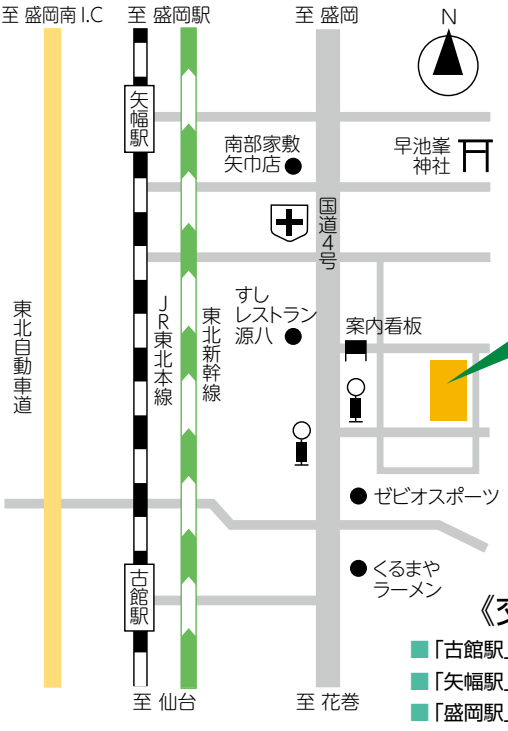 至 盛岡南 I.C
至 盛岡駅
至 盛岡
N
矢幅駅
南部家敷
矢巾店
早池峯
神社
国道4号
すし
レストラン
源八
案内看板
東北自動車道
JR東北本線
東北新幹線
ゼビオスポーツ
くるまや
ラーメン
古館駅
《交
■「古館駅」
■「矢幅駅」
■「盛岡駅」
至 仙台
至 花巻